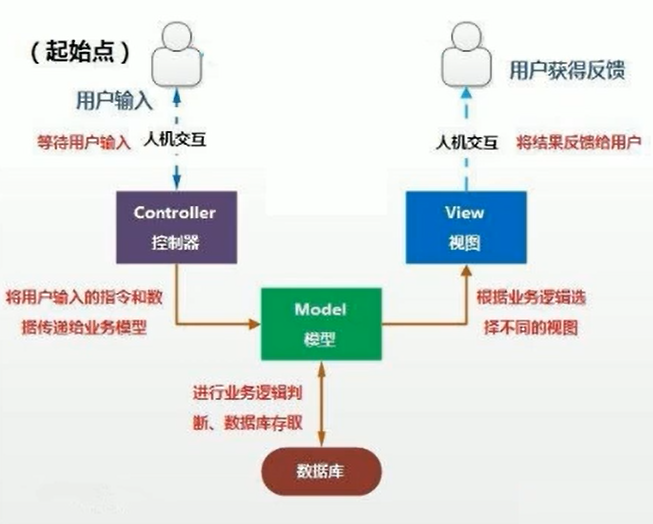 （起始点）
用户输入
等待用户输入
人机交互
用户获得反馈
人机交互
将结果反馈给用户
Controller
控制器
View
视图
将用户输入的指令和数
据传递给业务模型
Model
模型
根据业务逻辑选
择不同的视图
进行业务逻辑判
断、数据库存取
数据库